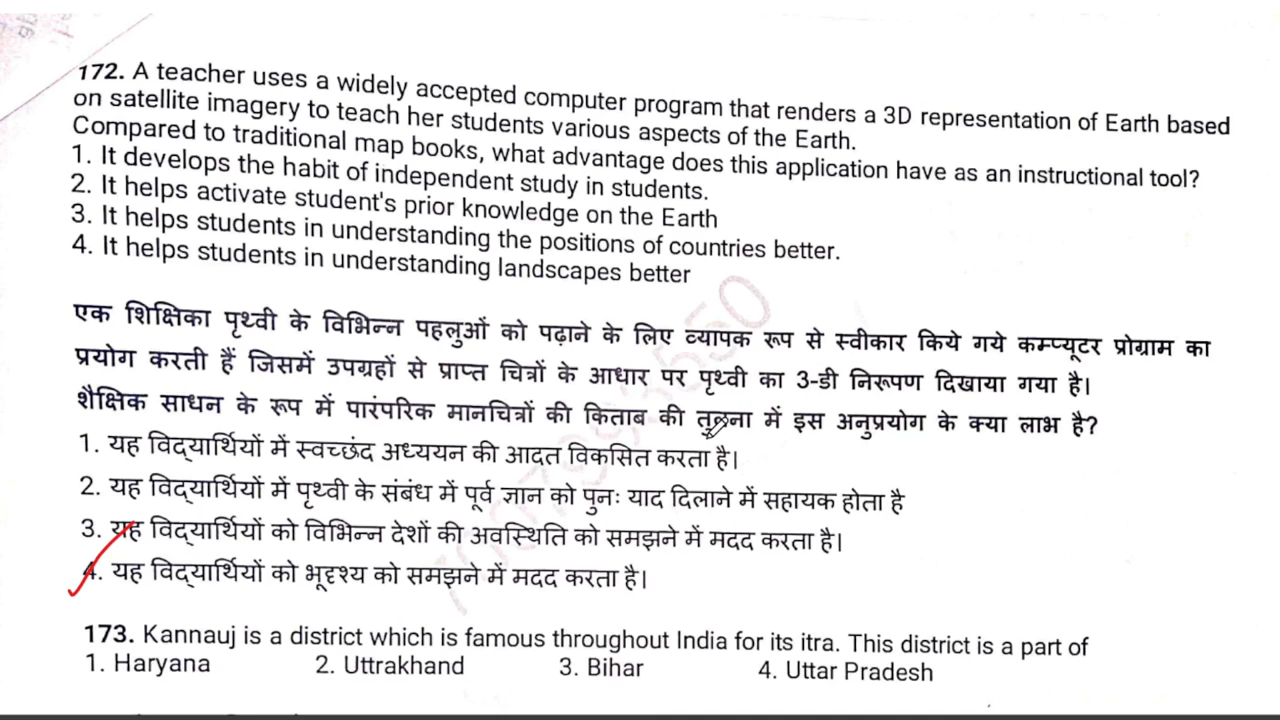 172. A teacher uses a widely accepted computer program that renders a 3D representation of Earth based
on satellite imagery to teach her students various aspects of the Earth.
Compared to traditional map books, what advantage does this application have as an instructional tool?
1. It develops the habit of independent study in students.
2. It helps activate student's prior knowledge on the Earth
3. It helps students in understanding the positions of countries better.
4. It helps students in understanding landscapes better
एक शिक्षिका पृथ्वी के विभिन्न पहलुओं को पढ़ाने के लिए व्यापक रूप से स्वीकार किये गये कम्प्यूटर प्रोग्राम का
प्रयोग करती हैं जिसमें उपग्रहों से प्राप्त चित्रों के आधार पर पृथ्वी का 3-डी निरूपण दिखाया गया है।
शैक्षिक साधन के रूप में पारंपरिक मानचित्रों की किताब की तुलना में इस अनुप्रयोग के क्या लाभ है?
1. यह विद्यार्थियों में स्वच्छंद अध्ययन की आदत विकसित करता है।
2. यह विद्यार्थियों में पृथ्वी के संबंध में पूर्व ज्ञान को पुनः याद दिलाने में सहायक होता है
3. यह विद्यार्थियों को विभिन्न देशों की अवस्थिति को समझने में मदद करता है।
4. यह विद्यार्थियों को भूदृश्य को समझने में मदद करता है।
173. Kannauj is a district which is famous throughout India for its itra. This district is a part of
1. Haryana 2. Uttrakhand 3. Bihar 4. Uttar Pradesh